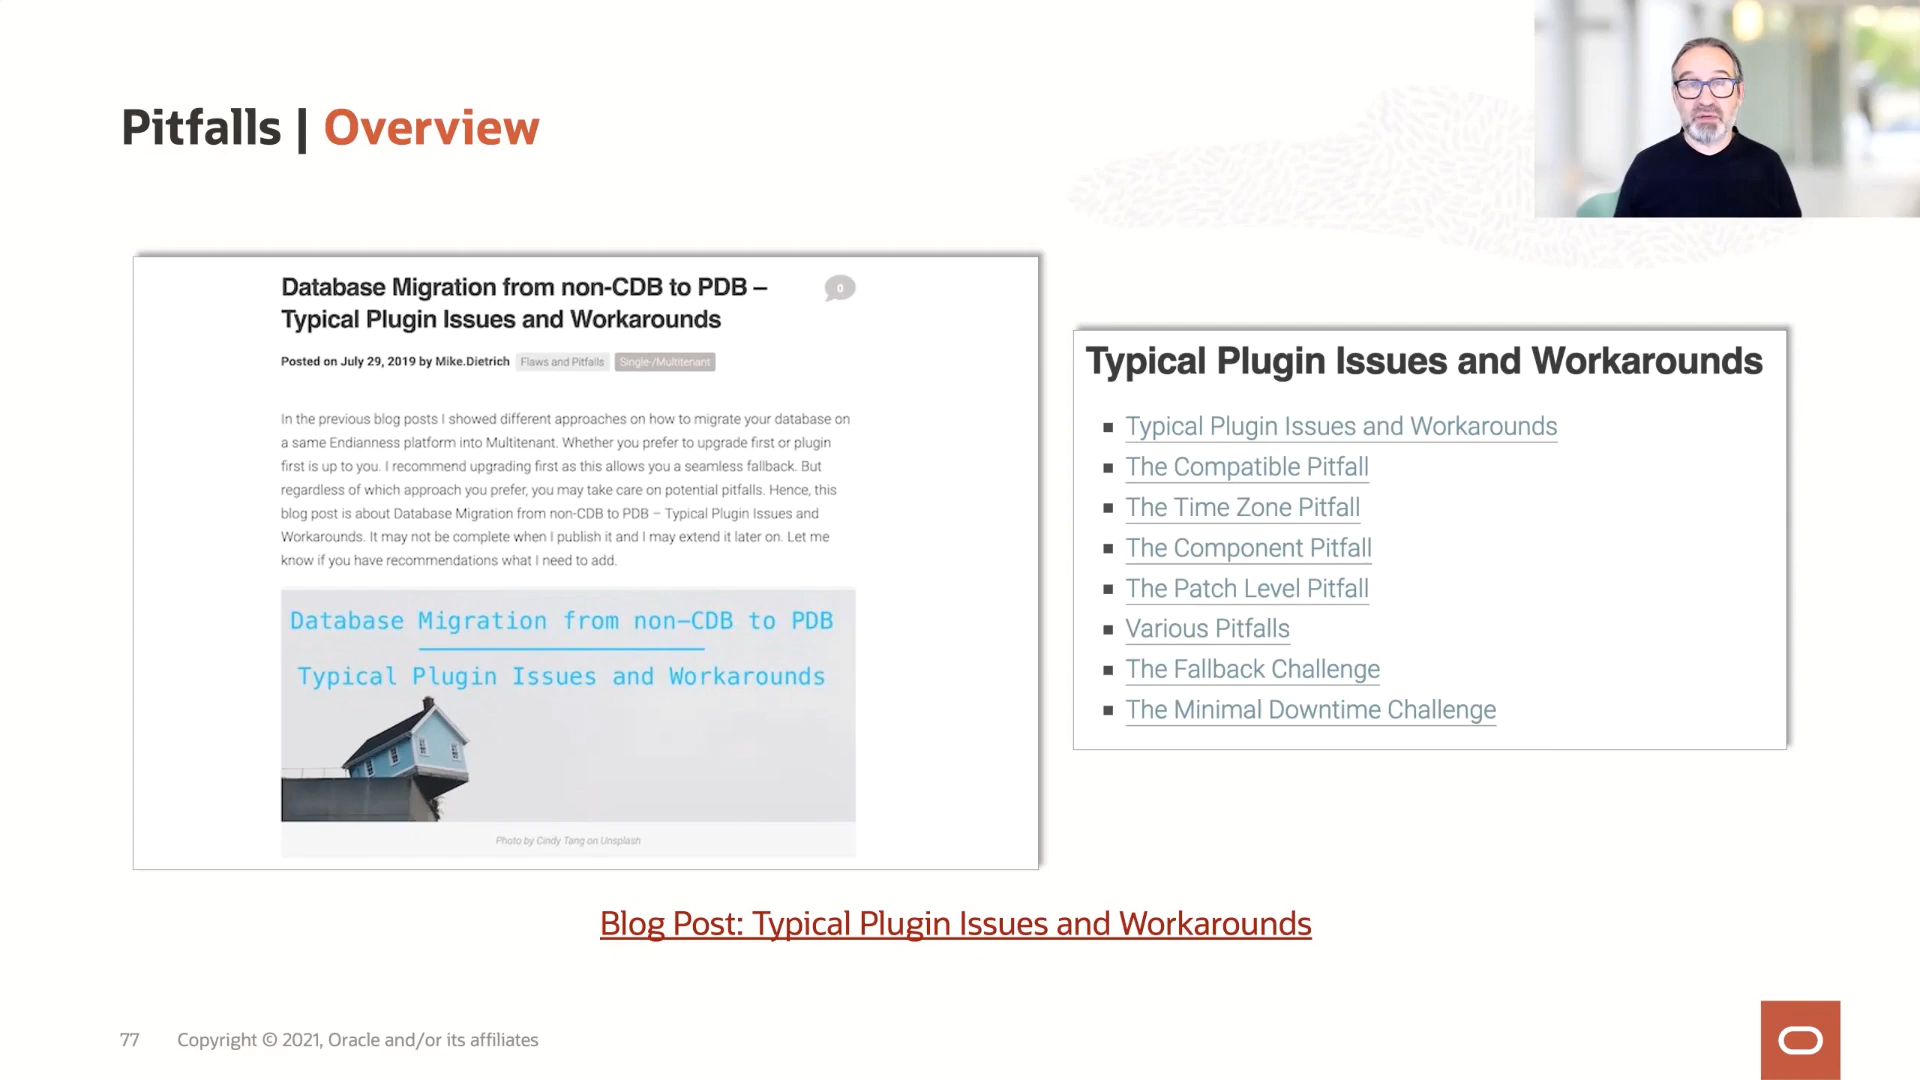 Pitfalls | Overview
Database Migration from non-CDB to PDB –
Typical Plugin Issues and Workarounds
0
Posted on July 29, 2019 by Mike.Dietrich Flaws and Pitfalls Single-/Multitenant
In the previous blog posts I showed different approaches on how to migrate your database on
a same Endianness platform into Multitenant. Whether you prefer to upgrade first or plugin
first is up to you. I recommend upgrading first as this allows you a seamless fallback. But
regardless of which approach you prefer, you may take care on potential pitfalls. Hence, this
blog post is about Database Migration from non-CDB to PDB – Typical Plugin Issues and
Workarounds. It may not be complete when I publish it and I may extend it later on. Let me
know if you have recommendations what I need to add.
Database Migration from non-CDB to PDB
Typical Plugin Issues and Workarounds
Photo by Cindy Tang on Unsplash
Typical Plugin Issues and Workarounds
Typical Plugin Issues and Workarounds
The Compatible Pitfall
The Time Zone Pitfall
The Component Pitfall
The Patch Level Pitfall
Various Pitfalls
The Fallback Challenge
The Minimal Downtime Challenge
Blog Post: Typical Plugin Issues and Workarounds
77 Copyright © 2021, Oracle and/or its affiliates